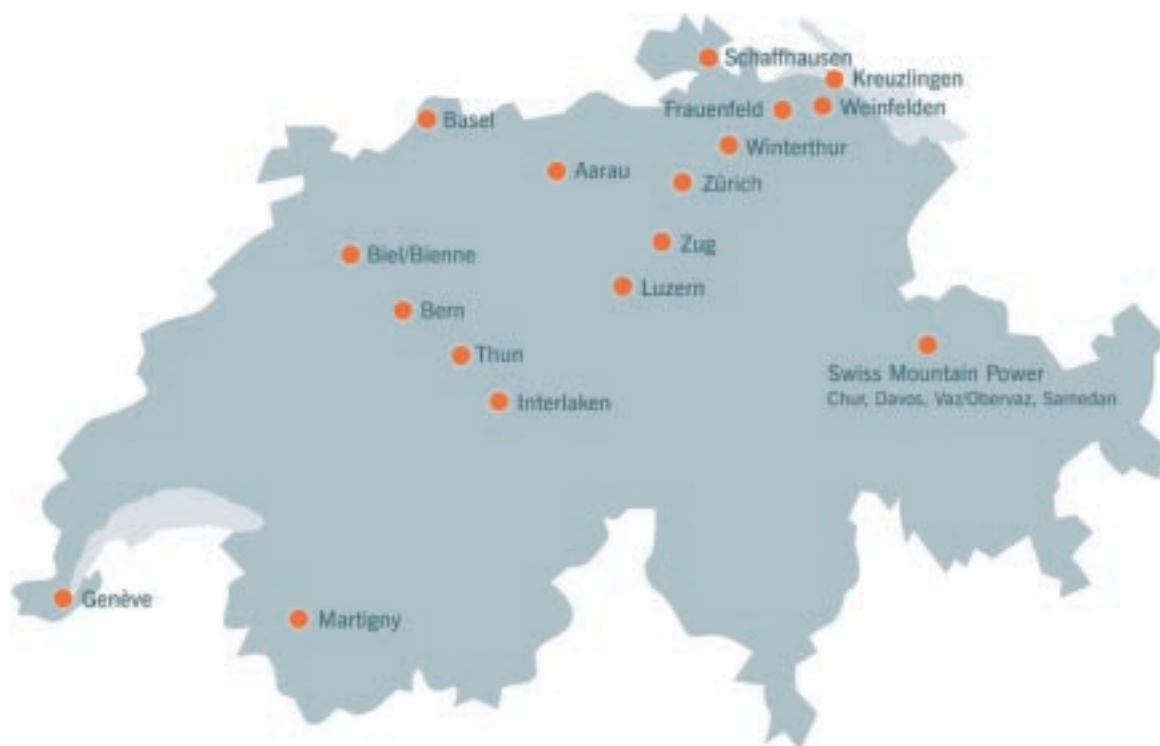 Schaffhausen
Kreuzlingen
Frauenfeld
Weinfelden
Basel
Winterthur
Aarau
Zürich
Zug
Biel/Bienne
Luzern
Bern
Thun
Swiss Mountain Power
Chur, Davos, Vaz/Obervaz, Samedan
Interlaken
Genève
Martigny